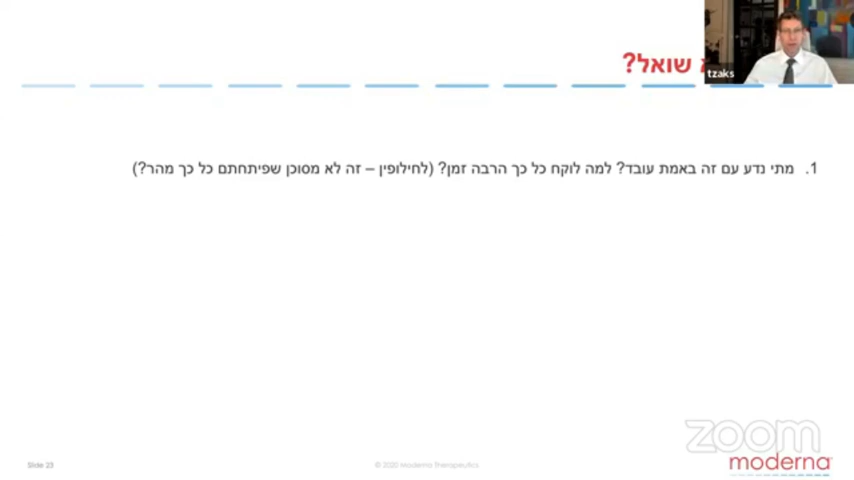 שואל?
tzaks
1. מתי נדע עם זה באמת עובד? למה לוקח כל כך הרבה זמן? (לחילופין – זה לא מסוכן שפיתחתם כל כך מהר?)
zoom
moderna
Slide 23
© 2020 Moderna Therapeutics